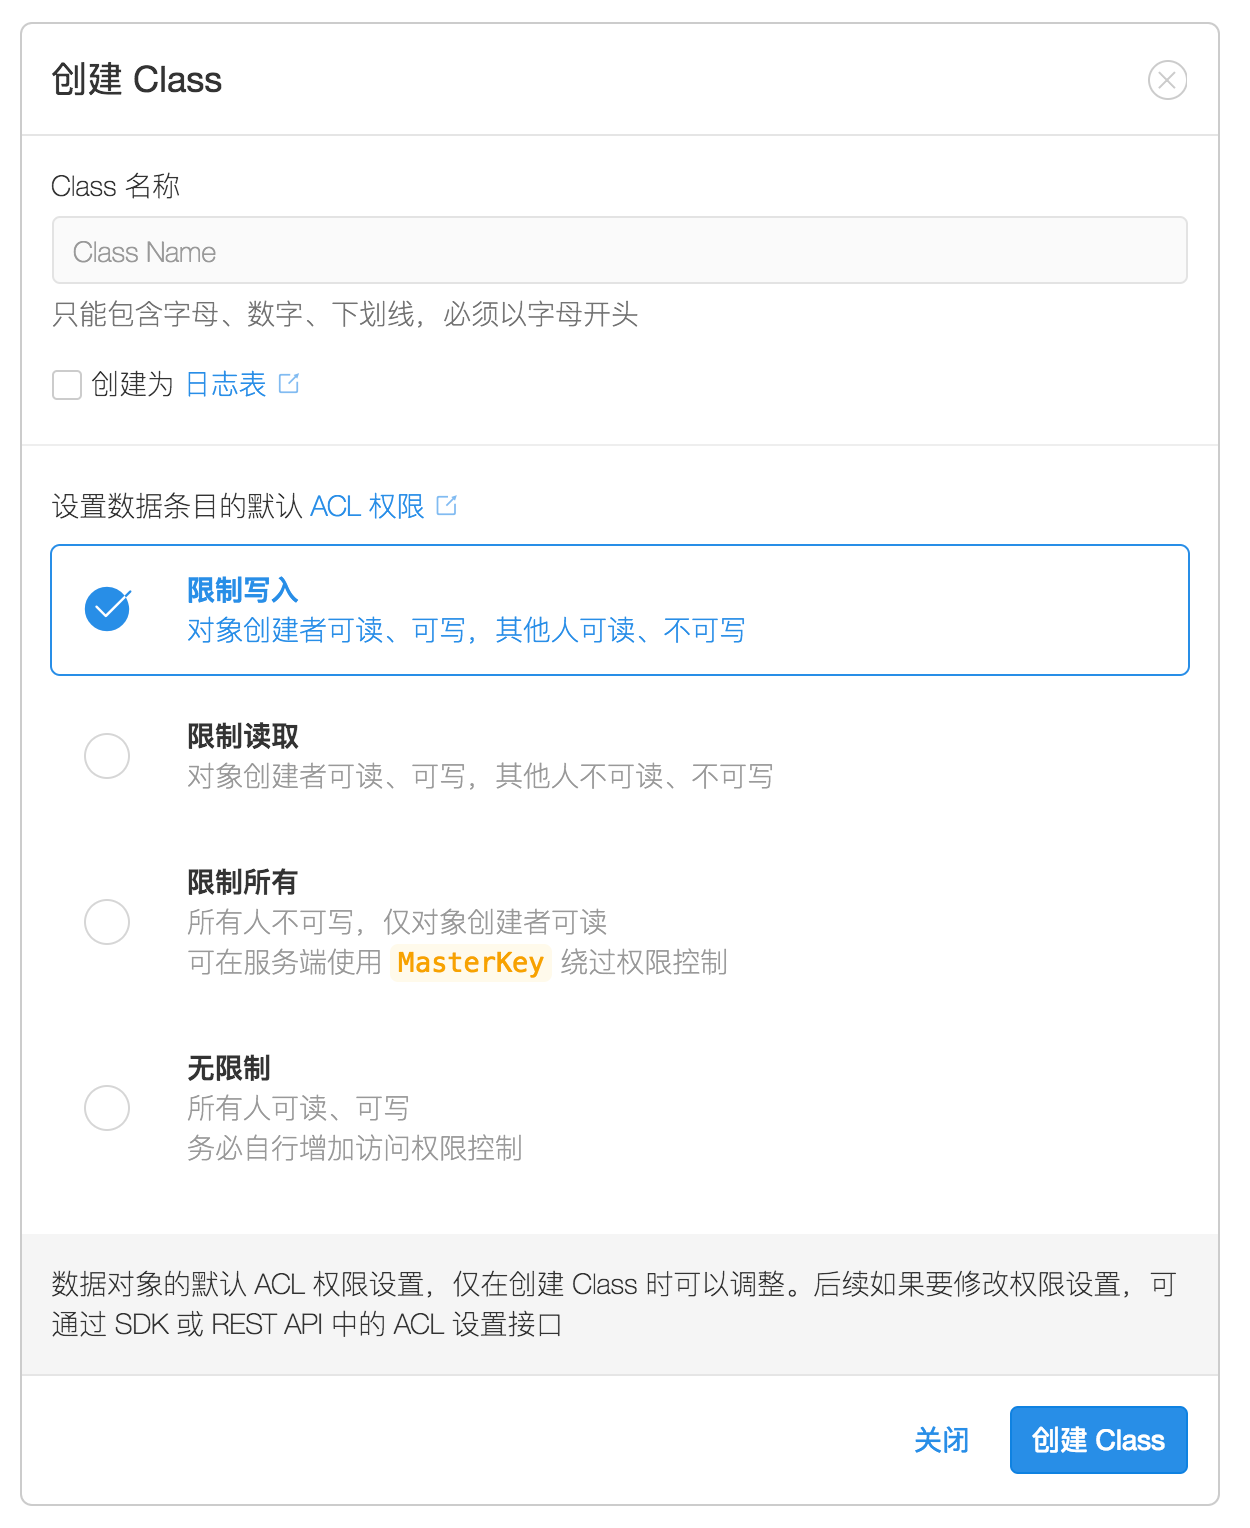 创建 Class
Class 名称
Class Name
只能包含字母、数字、下划线，必须以字母开头
创建为 日志表
设置数据条目的默认 ACL 权限
限制写入
对象创建者可读、可写，其他人可读、不可写
限制读取
对象创建者可读、可写，其他人不可读、不可写
限制所有
所有人不可写，仅对象创建者可读
可在服务端使用 MasterKey 绕过权限控制
无限制
所有人可读、可写
务必自行增加访问权限控制
数据对象的默认 ACL 权限设置，仅在创建 Class 时可以调整。后续如果要修改权限设置，可
通过 SDK 或 REST API 中的 ACL 设置接口
关闭
创建 Class